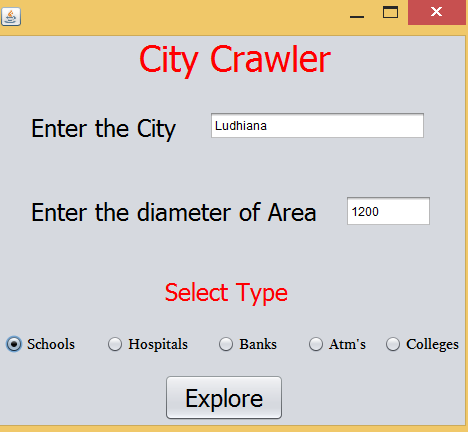 City Crawler
Enter the City Ludhiana
Enter the diameter of Area 1200
Select Type
Schools Hospitals Banks Atm's Colleges
Explore